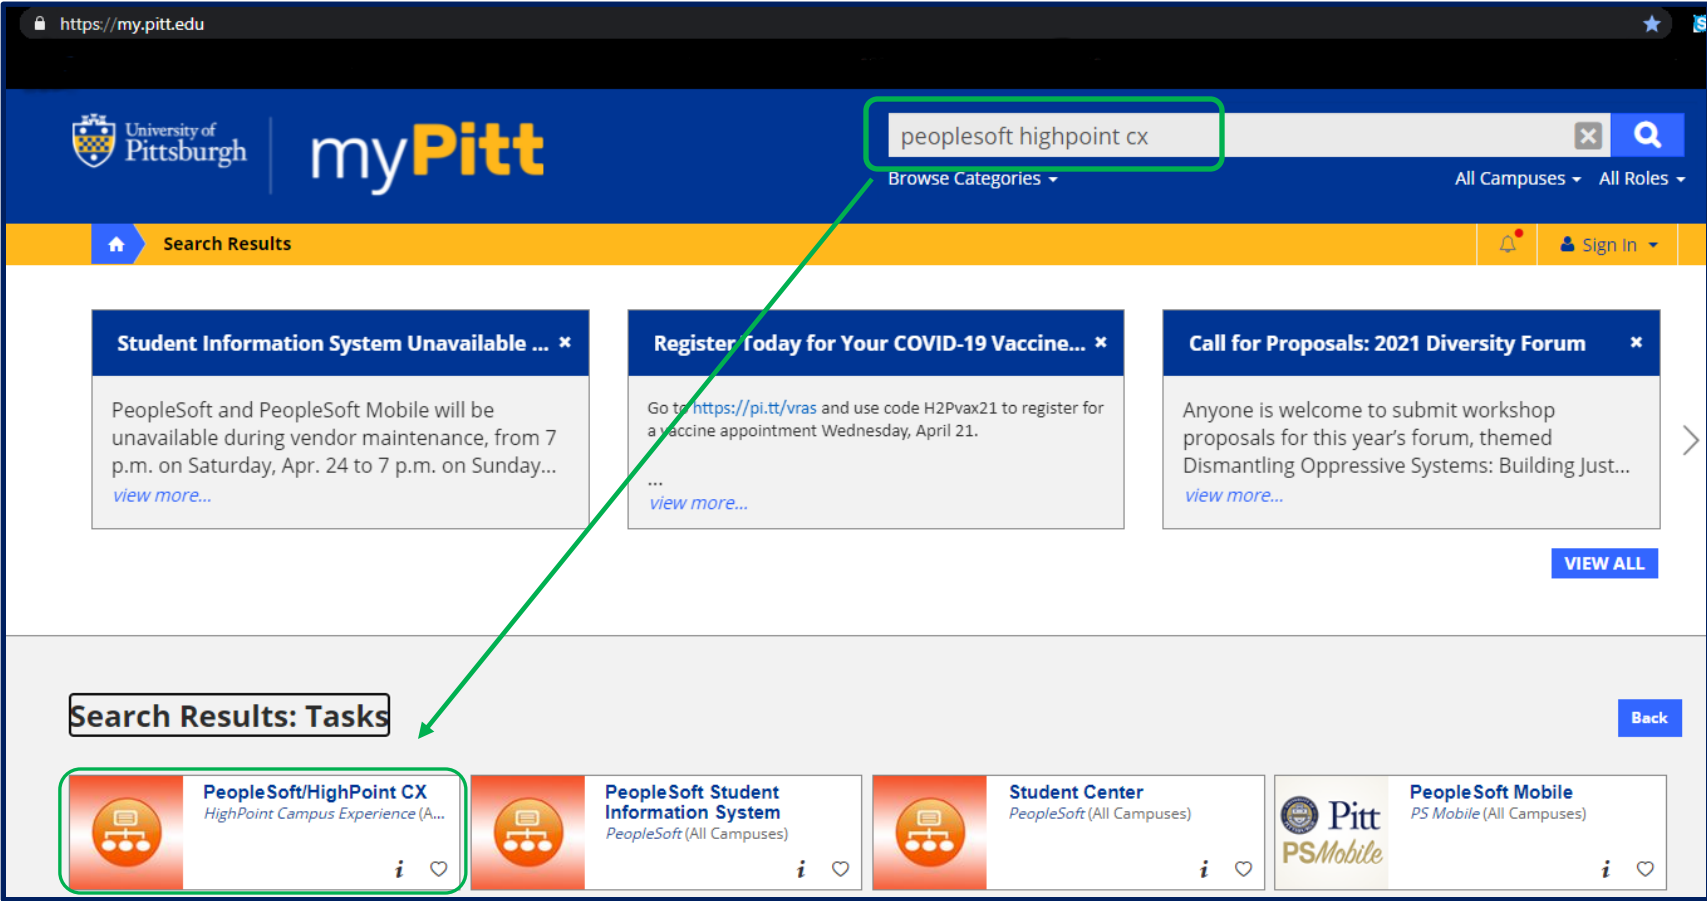 https://my.pitt.edu
University of
Pittsburgh
myPitt
peoplesoft highpoint cx
Browse Categories
All Campuses
All Roles
Search Results
Sign In
Student Information System Unavailable ...
PeopleSoft and PeopleSoft Mobile will be
unavailable during vendor maintenance, from 7
p.m. on Saturday, Apr. 24 to 7 p.m. on Sunday...
view more...
Register Today for Your COVID-19 Vaccine...
Go to https://pi.tt/vras and use code H2Pvax21 to register for
a vaccine appointment Wednesday, April 21.
...
view more...
Call for Proposals: 2021 Diversity Forum
Anyone is welcome to submit workshop
proposals for this year's forum, themed
Dismantling Oppressive Systems: Building Just...
view more...
VIEW ALL
Search Results: Tasks
Back
PeopleSoft/HighPoint CX
HighPoint Campus Experience (A...
i
PeopleSoft Student
Information System
PeopleSoft (All Campuses)
i
Student Center
PeopleSoft (All Campuses)
i
Pitt
PSMobile
PeopleSoft Mobile
PS Mobile (All Campuses)
i